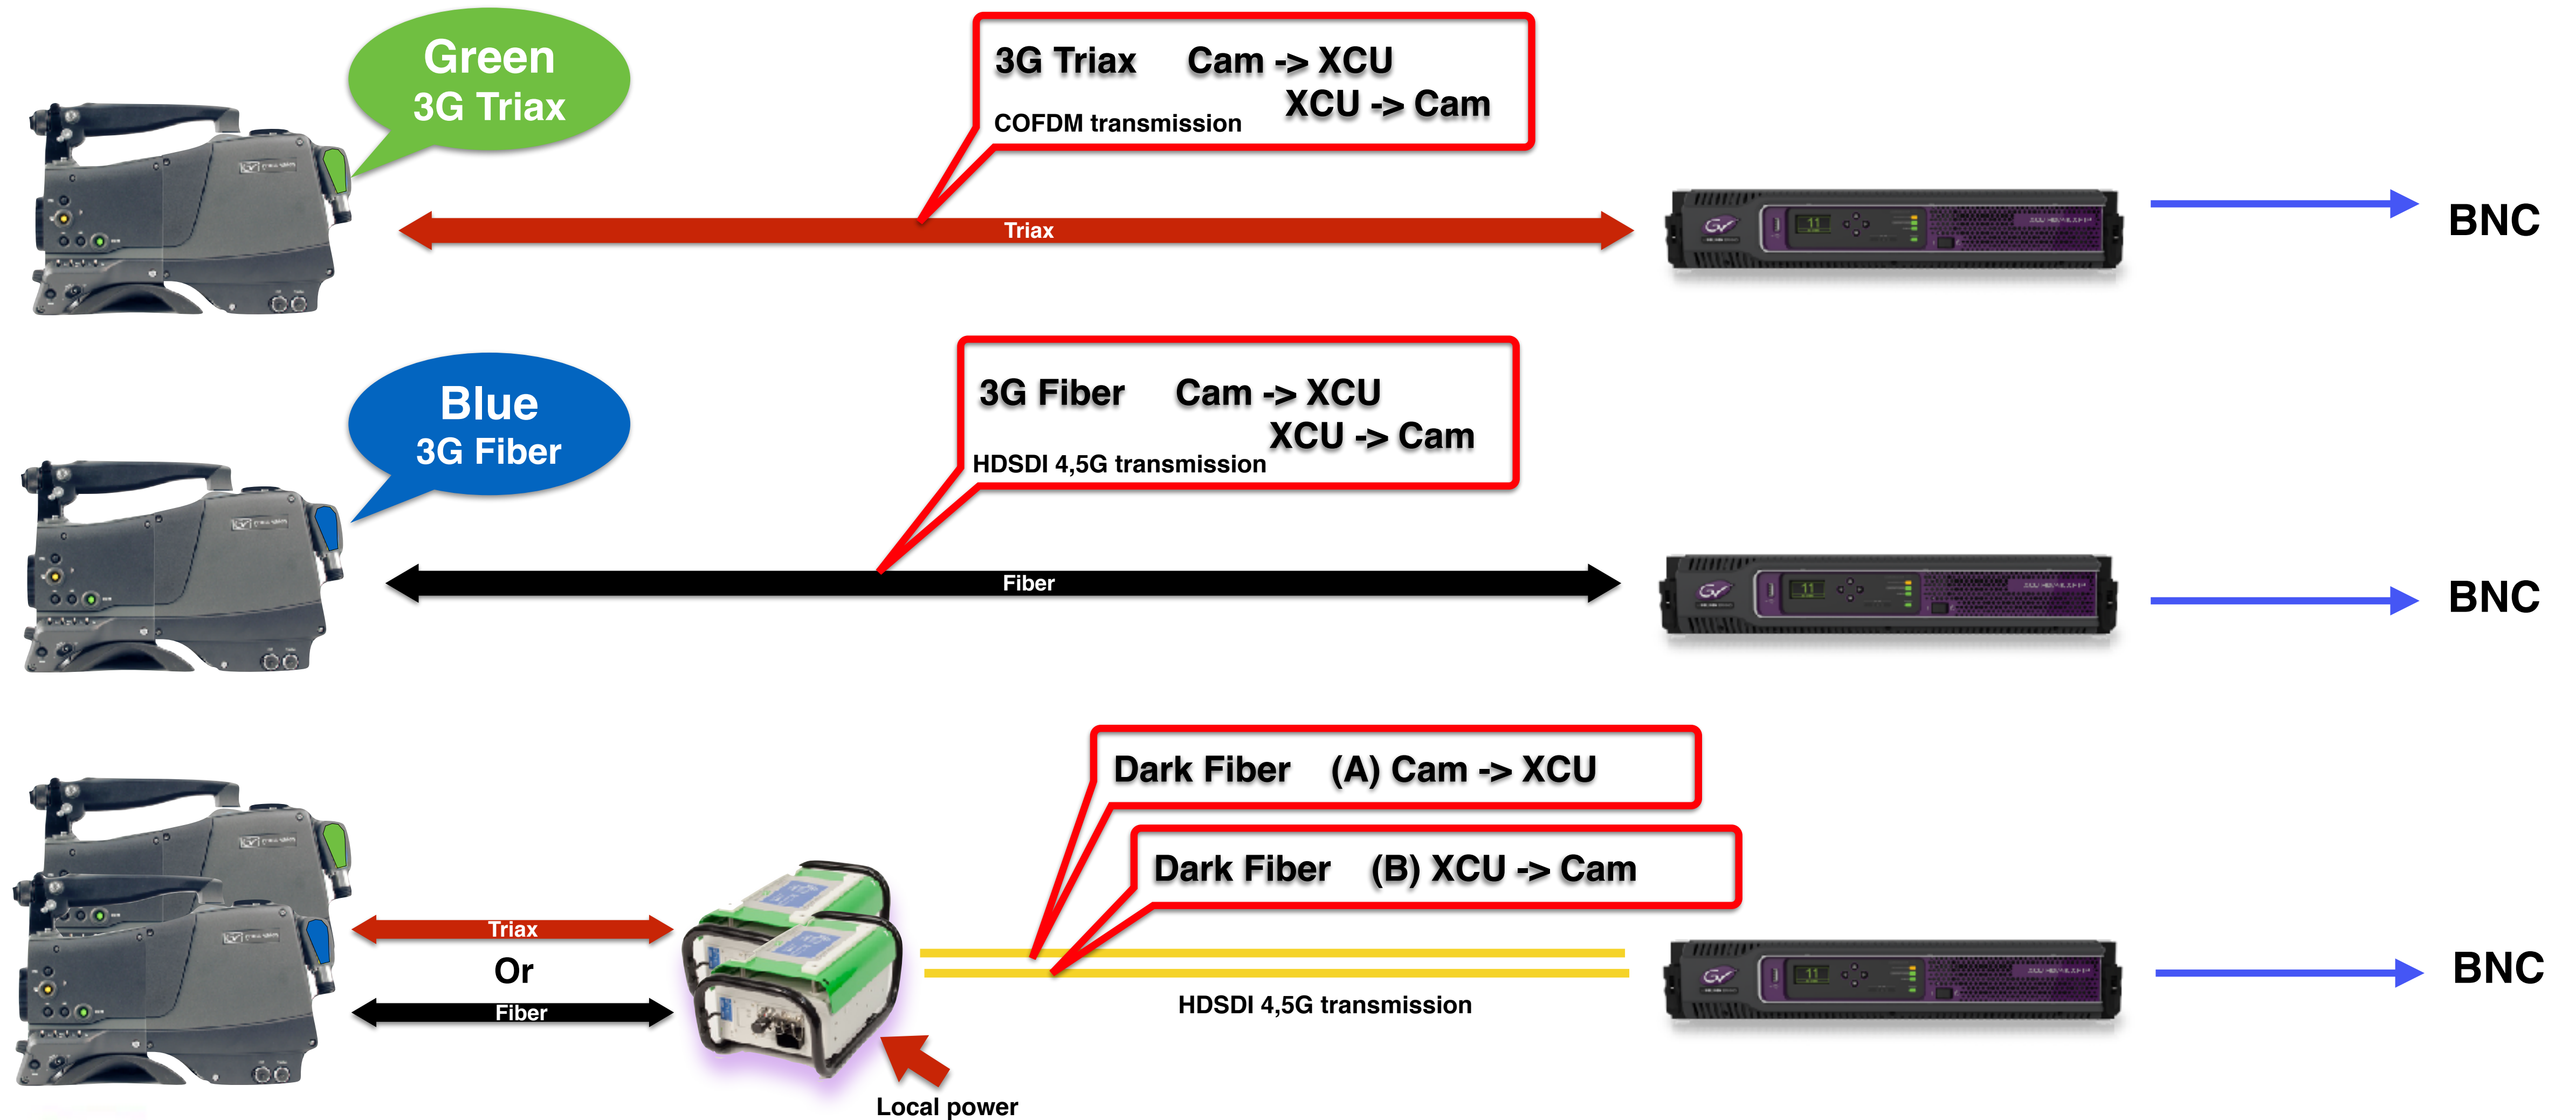 Green
3G Triax
3G Triax Cam -> XCU
XCU -> Cam
COFDM transmission
Triax
BNC
Blue
3G Fiber
3G Fiber Cam -> XCU
XCU -> Cam
HDSDI 4,5G transmission
Fiber
BNC
Dark Fiber (A) Cam -> XCU
Dark Fiber (B) XCU -> Cam
Triax
Or
Fiber
HDSDI 4,5G transmission
BNC
Local power